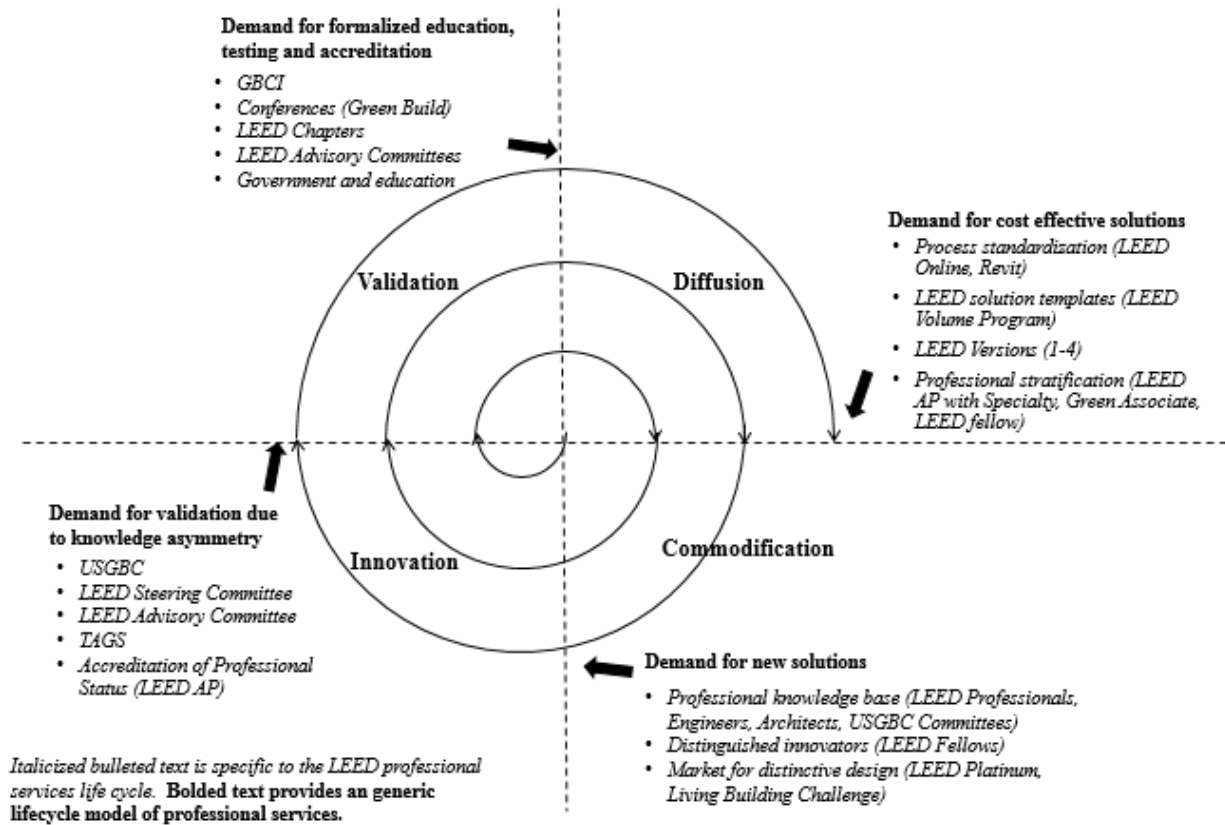 Demand for formalized education,
testing and accreditation
• GBCI
• Conferences (Green Build)
• LEED Chapters
• LEED Advisory Committees
• Government and education
Demand for cost effective solutions
• Process standardization (LEED
Online, Revit)
• LEED solution templates (LEED
Volume Program)
• LEED Versions (1-4)
• Professional stratification (LEED
AP with Specialty, Green Associate,
LEED fellow)
Validation
Diffusion
Innovation
Commodification
Demand for validation due
to knowledge asymmetry
• USGBC
• LEED Steering Committee
• LEED Advisory Committee
• TAGS
• Accreditation of Professional
Status (LEED AP)
Demand for new solutions
• Professional knowledge base (LEED Professionals,
Engineers, Architects, USGBC Committees)
• Distinguished innovators (LEED Fellows)
• Market for distinctive design (LEED Platinum,
Living Building Challenge)
Italicized bulleted text is specific to the LEED professional
services life cycle. Bolded text provides an generic
lifecycle model of professional services.